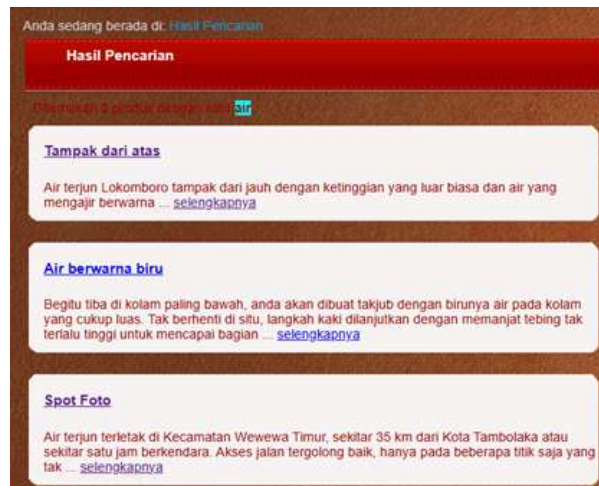 Anda sedang berada di: Hasil Pencarian
Hasil Pencarian
air
Tampak dari atas
Air terjun Lokomboro tampak dari jauh dengan ketinggian yang luar biasa dan air yang
mengajir berwarna ... selengkapnya
Air berwarna biru
Begitu tiba di kolam paling bawah, anda akan dibuat takjub dengan birunya air pada kolam
yang cukup luas. Tak berhenti di situ, langkah kaki dilanjutkan dengan memanjat tebing tak
terlalu tinggi untuk mencapai bagian ... selengkapnya
Spot Foto
Air terjun terletak di Kecamatan Wewewa Timur, sekitar 35 km dari Kota Tambolaka atau
sekitar satu jam berkendara. Akses jalan tergolong baik, hanya pada beberapa titik saja yang
tak ... selengkapnya